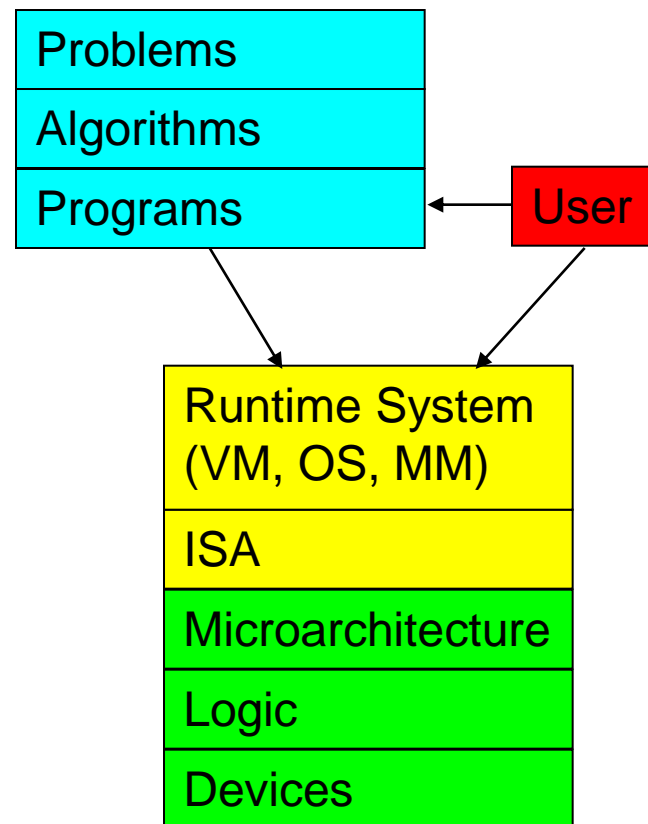 Problems
Algorithms
Programs
User
Runtime System
(VM, OS, MM)
ISA
Microarchitecture
Logic
Devices